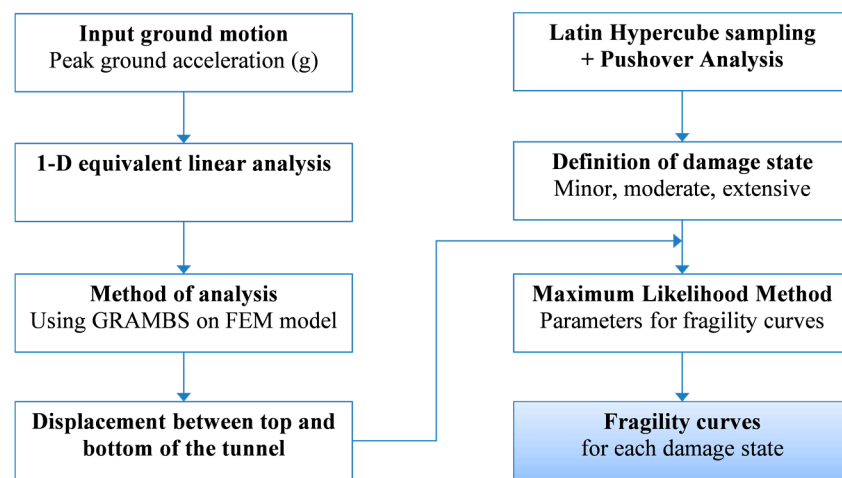 Input ground motion
Peak ground acceleration (g)
1-D equivalent linear analysis
Method of analysis
Using GRAMBS on FEM model
Displacement between top and
bottom of the tunnel
Latin Hypercube sampling
+ Pushover Analysis
Definition of damage state
Minor, moderate, extensive
Maximum Likelihood Method
Parameters for fragility curves
Fragility curves
for each damage state